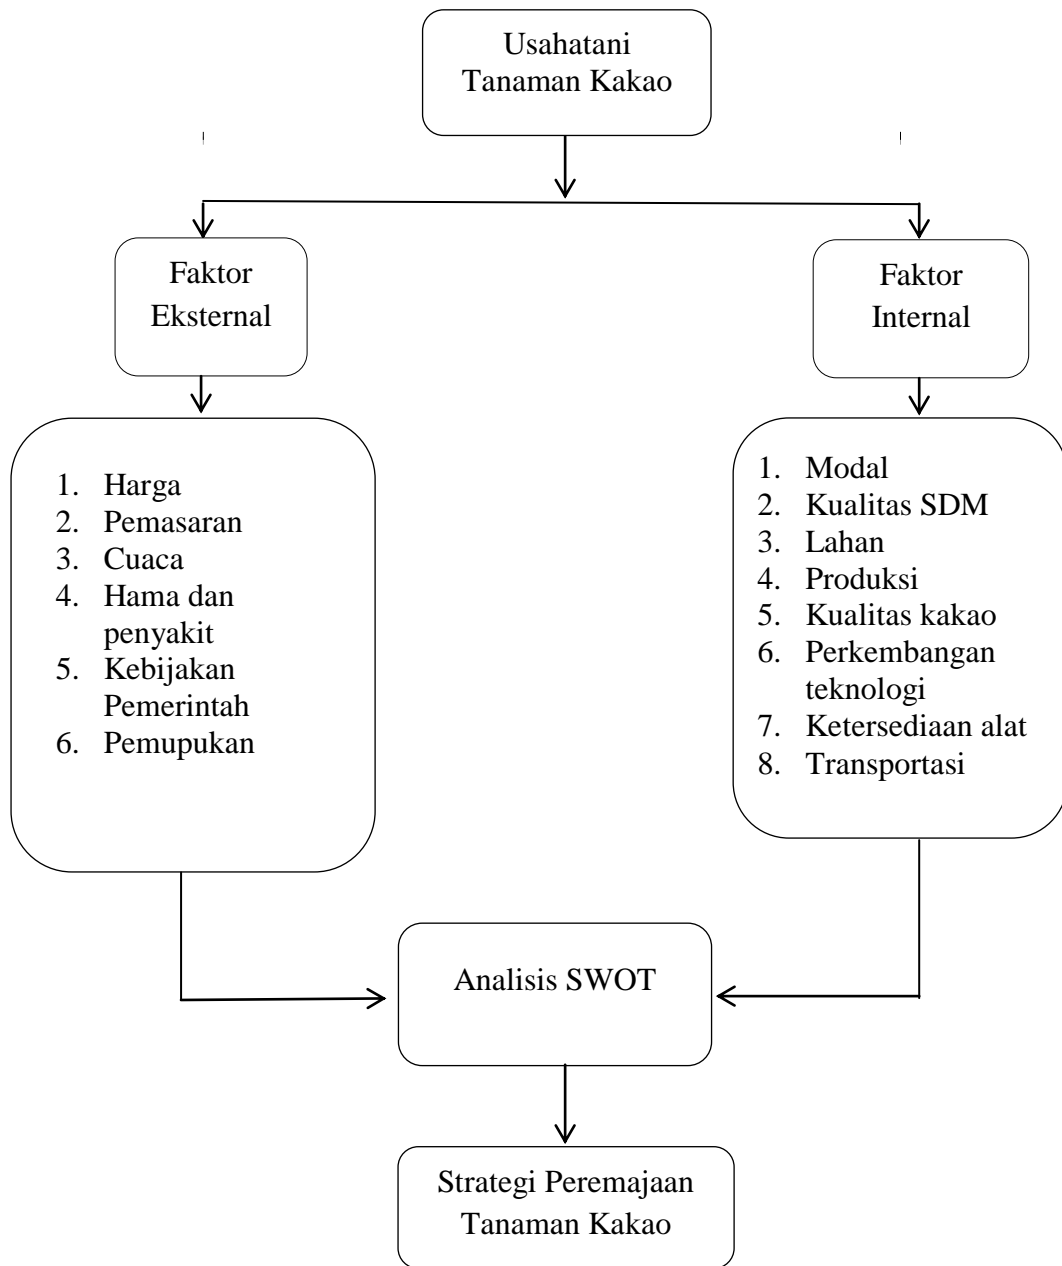 Usahatani
Tanaman Kakao
Faktor
Eksternal
Faktor
Internal
1. Harga
2. Pemasaran
3. Cuaca
4. Hama dan
penyakit
5. Kebijakan
Pemerintah
6. Pemupukan
1. Modal
2. Kualitas SDM
3. Lahan
4. Produksi
5. Kualitas kakao
6. Perkembangan
teknologi
7. Ketersediaan alat
8. Transportasi
Analisis SWOT
Strategi Peremajaan
Tanaman Kakao